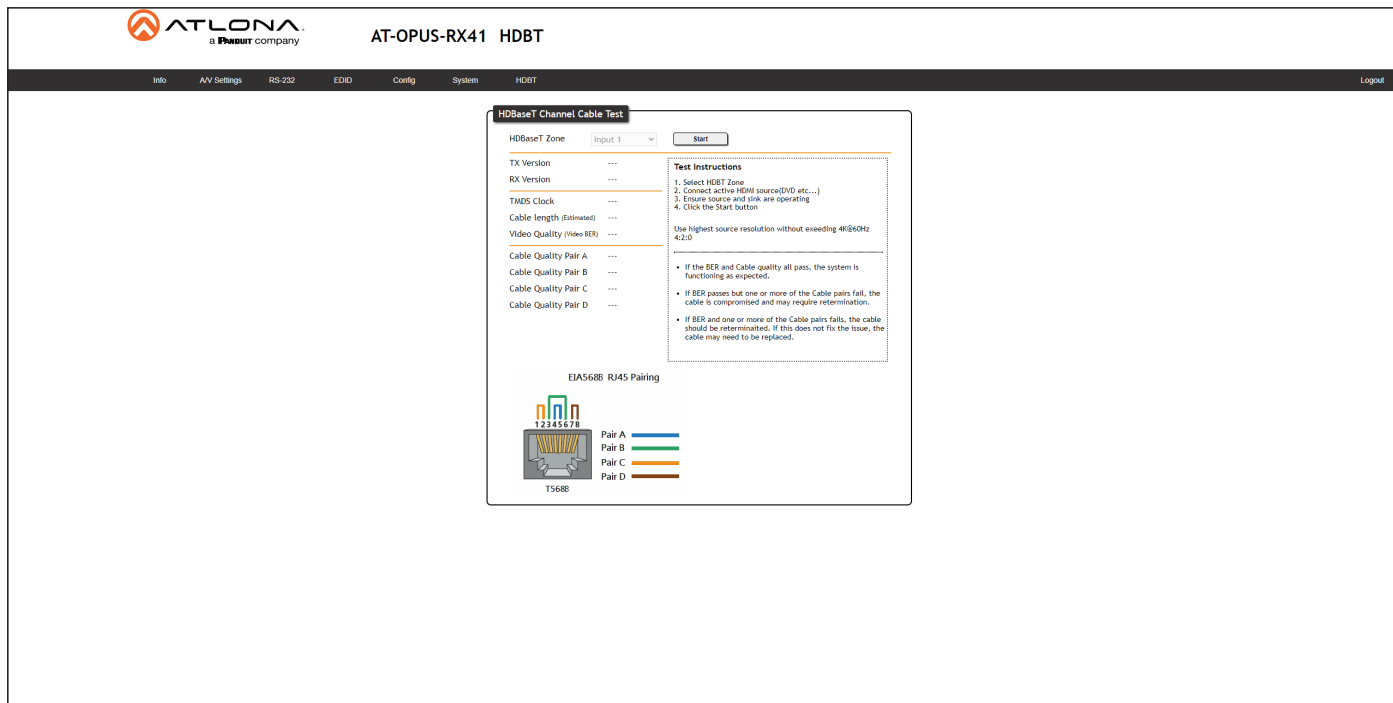 ATLONA.
a PANDUIT company
AT-OPUS-RX41 HDBT
Info A/V Settings RS-232 EDID Config System HDBT Logout
HDBaseT Channel Cable Test
HDBaseT Zone Input 1 Start
TX Version ---
RX Version ---
TMDS Clock ---
Cable length (Estimated) ---
Video Quality (Video BER) ---
Cable Quality Pair A ---
Cable Quality Pair B ---
Cable Quality Pair C ---
Cable Quality Pair D ---
Test Instructions
1. Select HDBT Zone
2. Connect active HDMI source(DVD etc...)
3. Ensure source and sink are operating
4. Click the Start button
Use highest source resolution without exeeding 4K@60Hz
4:2:0
• If the BER and Cable quality all pass, the system is
functioning as expected.
• If BER passes but one or more of the Cable pairs fail, the
cable is compromised and may require retermination.
• If BER and one or more of the Cable pairs fails, the cable
should be reterminaited. If this does not fix the issue, the
cable may need to be replaced.
EIA568B RJ45 Pairing
12345678
Pair A
Pair B
Pair C
Pair D
T568B